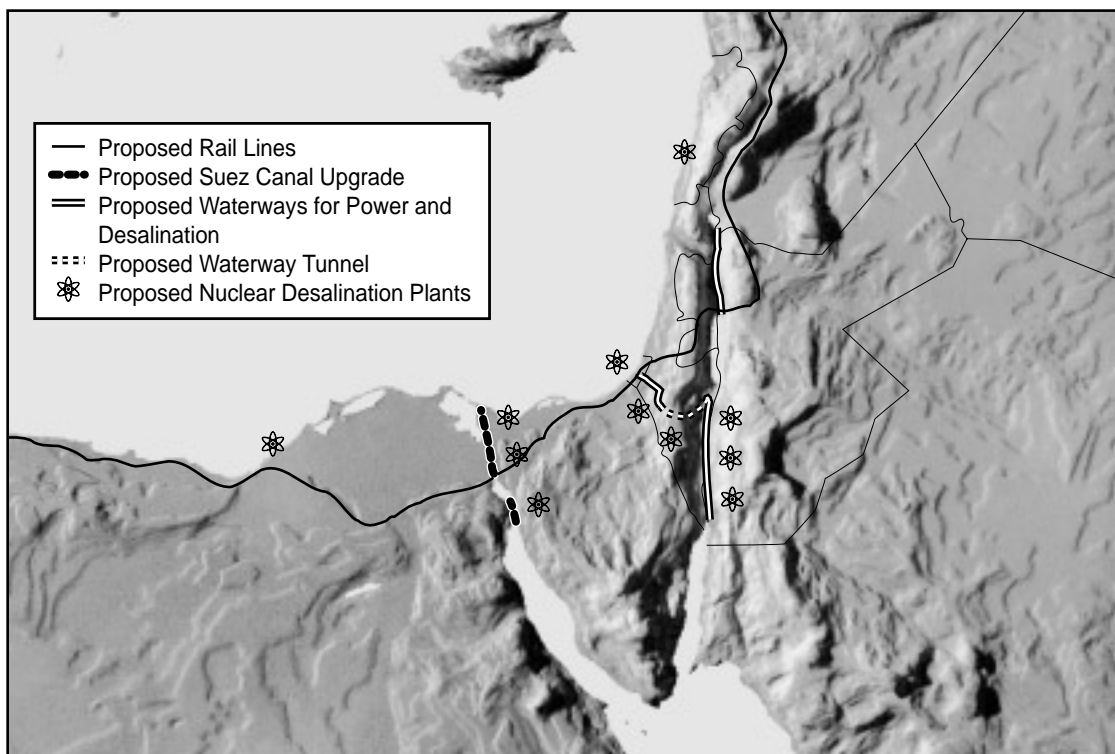 Proposed Rail Lines
Proposed Suez Canal Upgrade
Proposed Waterways for Power and
Desalination
Proposed Waterway Tunnel
Proposed Nuclear Desalination Plants